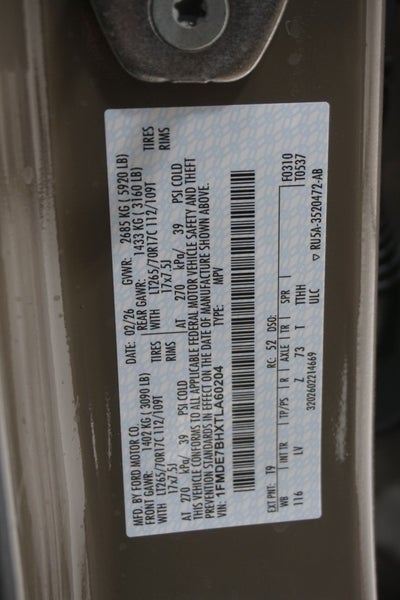 MFD. BY FORD MOTOR CO.
DATE: 02/26 GVWR: 2685 KG ( 5920 LB)
FRONT GAWR: 1402 KG ( 3090 LB) REAR GAWR: 1433 KG ( 3160 LB)
WITH LT265/70R17C 112/109T TIRES
WITH LT265/70R17C 112/109T TIRES
17x7.5J RIMS
17x7.5J RIMS
AT 270 kPa/ 39 PSI COLD AT 270 kPa/ 39 PSI COLD
THIS VEHICLE CONFORMS TO ALL APPLICABLE FEDERAL MOTOR VEHICLE SAFETY AND THEFT
PREVENTION STANDARDS IN EFFECT ON THE DATE OF MANUFACTURE SHOWN ABOVE.
VIN: 1FMDE7BHXTLA60204 TYPE: MPV
F0310
T0537
EXT PNT: T9 RC: 52 DSO:
WB INT TR TP/PS R AXLE TR SPR
116 LV Z 73 T TTHH
ULC
3202602214669
▽ RU5A-3520472-AB